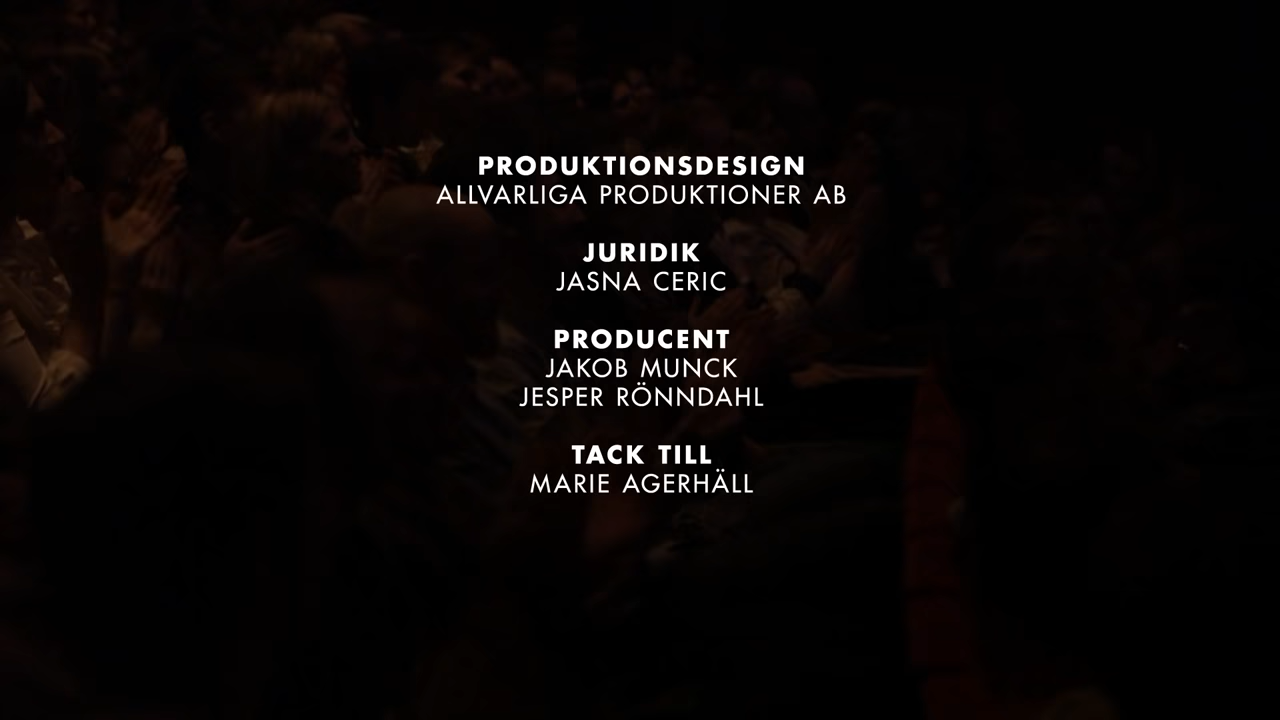 PRODUKTIONSDESIGN
ALLVARLIGA PRODUKTIONER AB
JURIDIK
JASNA CERIC
PRODUCENT
JAKOB MUNCK
JESPER RÖNNDAHL
TACK TILL
MARIE AGERHÄLL